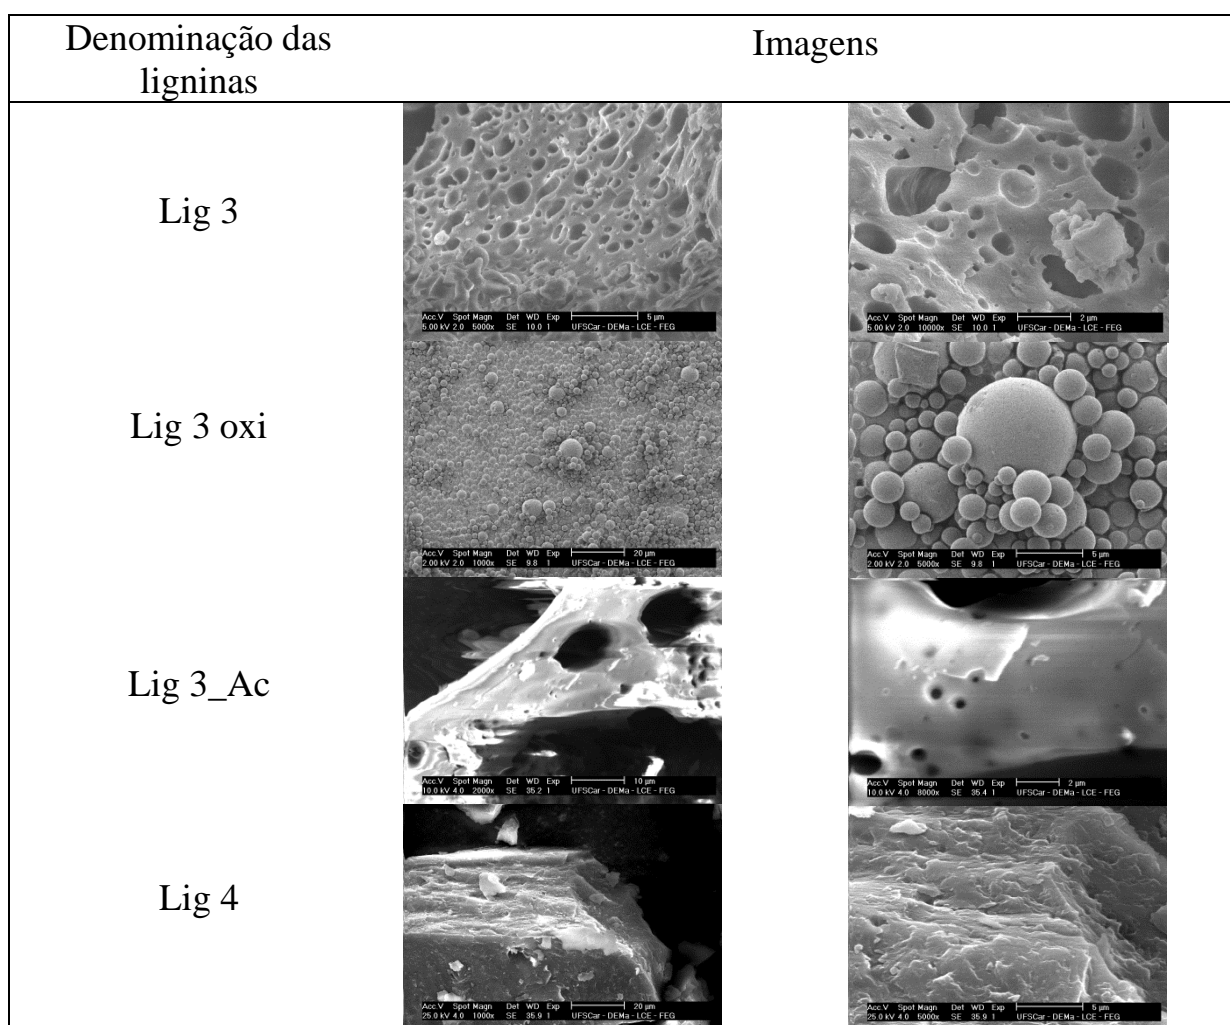 Denominação das
ligninas
Imagens
Lig 3
Acc.V Spot Magn Det WD Exp 5 µm
5.00 kV 2.0 5000x SE 10.0 1 UFSCar - DEMa - LCE - FEG
Acc.V Spot Magn Det WD Exp 2 µm
5.00 kV 2.0 10000x SE 10.0 1 UFSCar - DEMa - LCE - FEG
Lig 3 oxi
Acc.V Spot Magn Det WD Exp 20 µm
2.00 kV 2.0 1000x SE 9.8 1 UFSCar - DEMa - LCE - FEG
Acc.V Spot Magn Det WD Exp 5 µm
2.00 kV 2.0 5000x SE 9.8 1 UFSCar - DEMa - LCE - FEG
Lig 3_Ac
Acc.V Spot Magn Det WD Exp 10 µm
10.0 kV 4.0 2000x SE 35.2 1 UFSCar - DEMa - LCE - FEG
Acc.V Spot Magn Det WD Exp 2 µm
10.0 kV 4.0 8000x SE 35.4 1 UFSCar - DEMa - LCE - FEG
Lig 4
Acc.V Spot Magn Det WD Exp 20 µm
25.0 kV 4.0 1000x SE 35.9 1 UFSCar - DEMa - LCE - FEG
Acc.V Spot Magn Det WD Exp 5 µm
25.0 kV 4.0 5000x SE 35.9 1 UFSCar - DEMa - LCE - FEG